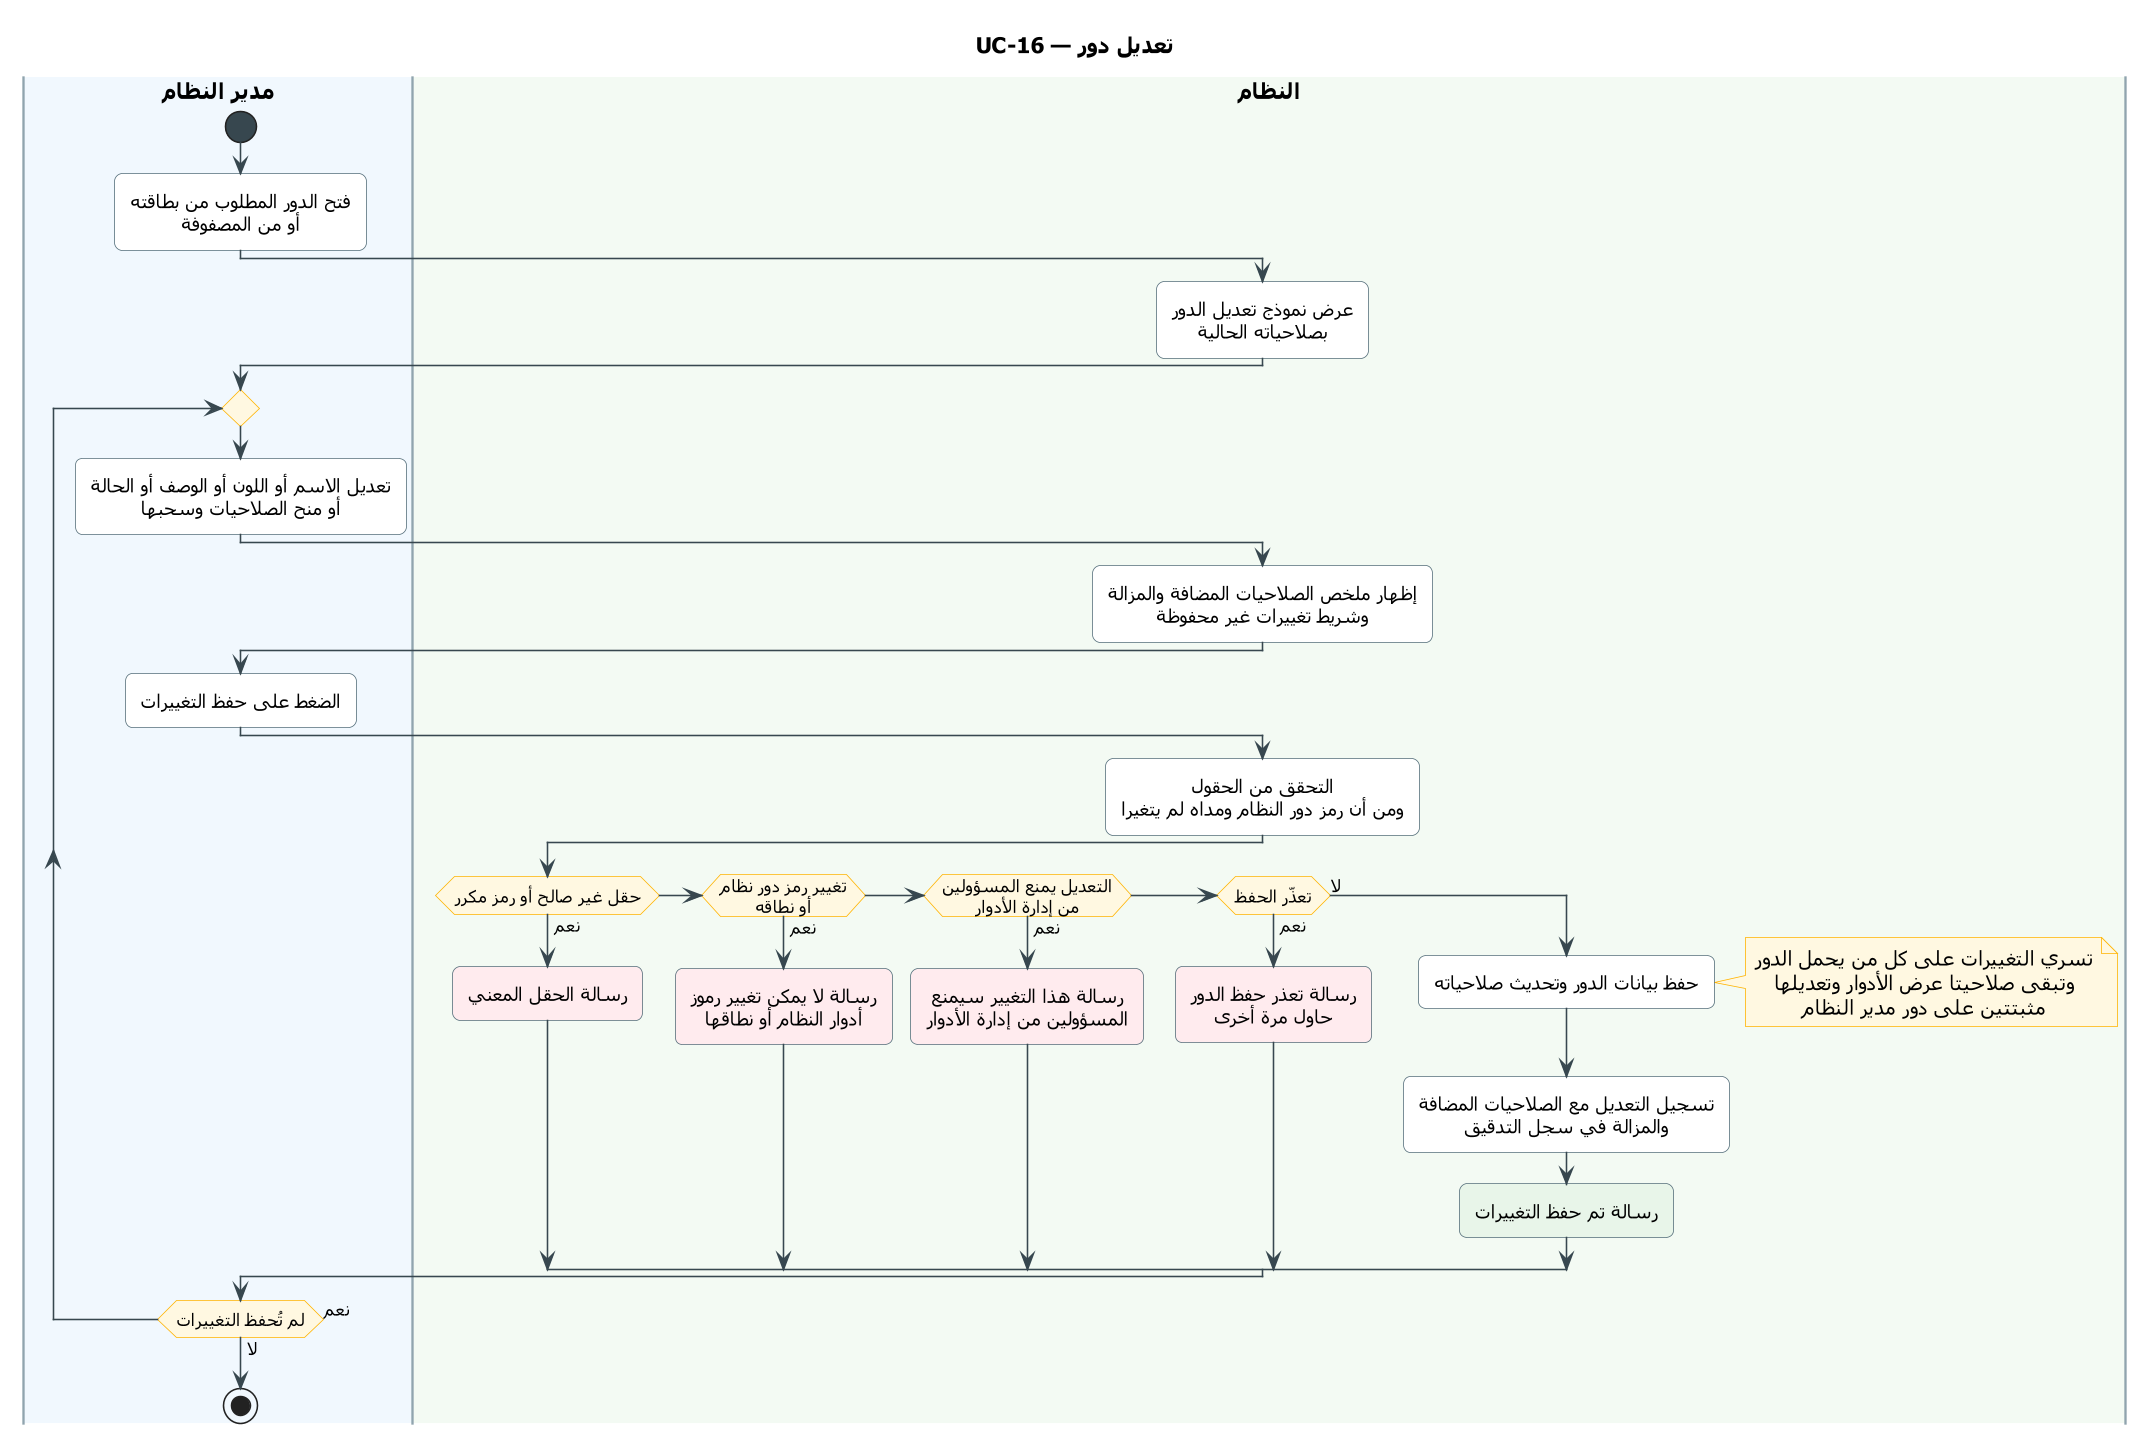 UC-16 — تعديل دور
مدير النظام
النظام
فتح الدور المطلوب من بطاقته
أو من المصفوفة
عرض نموذج تعديل الدور
بصلاحياته الحالية
تعديل الاسم أو اللون أو الوصف أو الحالة
أو منح الصلاحيات وسحبها
إظهار ملخص الصلاحيات المضافة والمزالة
وشريط تغييرات غير محفوظة
الضغط على حفظ التغييرات
التحقق من الحقول
ومن أن رمز دور النظام ومداه لم يتغيرا
حقل غير صالح أو رمز مكرر
نعم
رسالة الحقل المعني
تغيير رمز دور نظام
أو نطاقه
نعم
رسالة لا يمكن تغيير رموز
أدوار النظام أو نطاقها
التعديل يمنع المسؤولين
من إدارة الأدوار
نعم
رسالة هذا التغيير سيمنع
المسؤولين من إدارة الأدوار
تعذّر الحفظ
لا
نعم
رسالة تعذر حفظ الدور
حاول مرة أخرى
حفظ بيانات الدور وتحديث صلاحياته
تسري التغييرات على كل من يحمل الدور
وتبقى صلاحيتا عرض الأدوار وتعديلها
مثبتتين على دور مدير النظام
تسجيل التعديل مع الصلاحيات المضافة
والمزالة في سجل التدقيق
رسالة تم حفظ التغييرات
لم تُحفظ التغييرات
نعم
لا